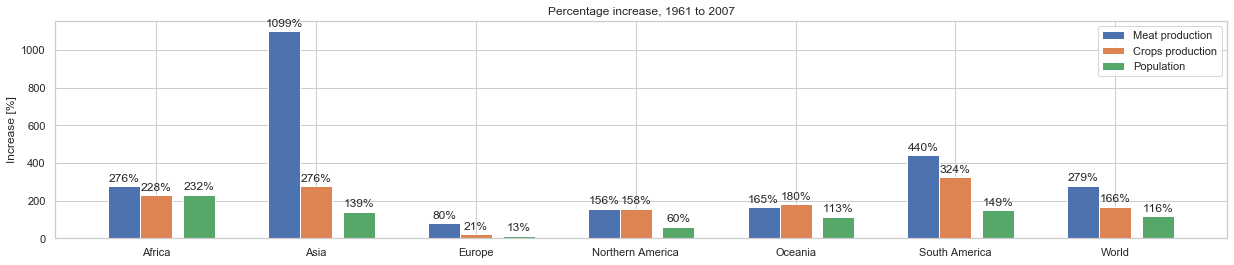 Percentage increase, 1961 to 2007
Increase [%]
1000
800
600
400
200
0
Meat production
Crops production
Population
276% 228% 232%
1099% 276% 139%
80% 21% 13%
156% 158% 60%
165% 180% 113%
440% 324% 149%
279% 166% 116%
Africa Asia Europe Northern America Oceania South America World